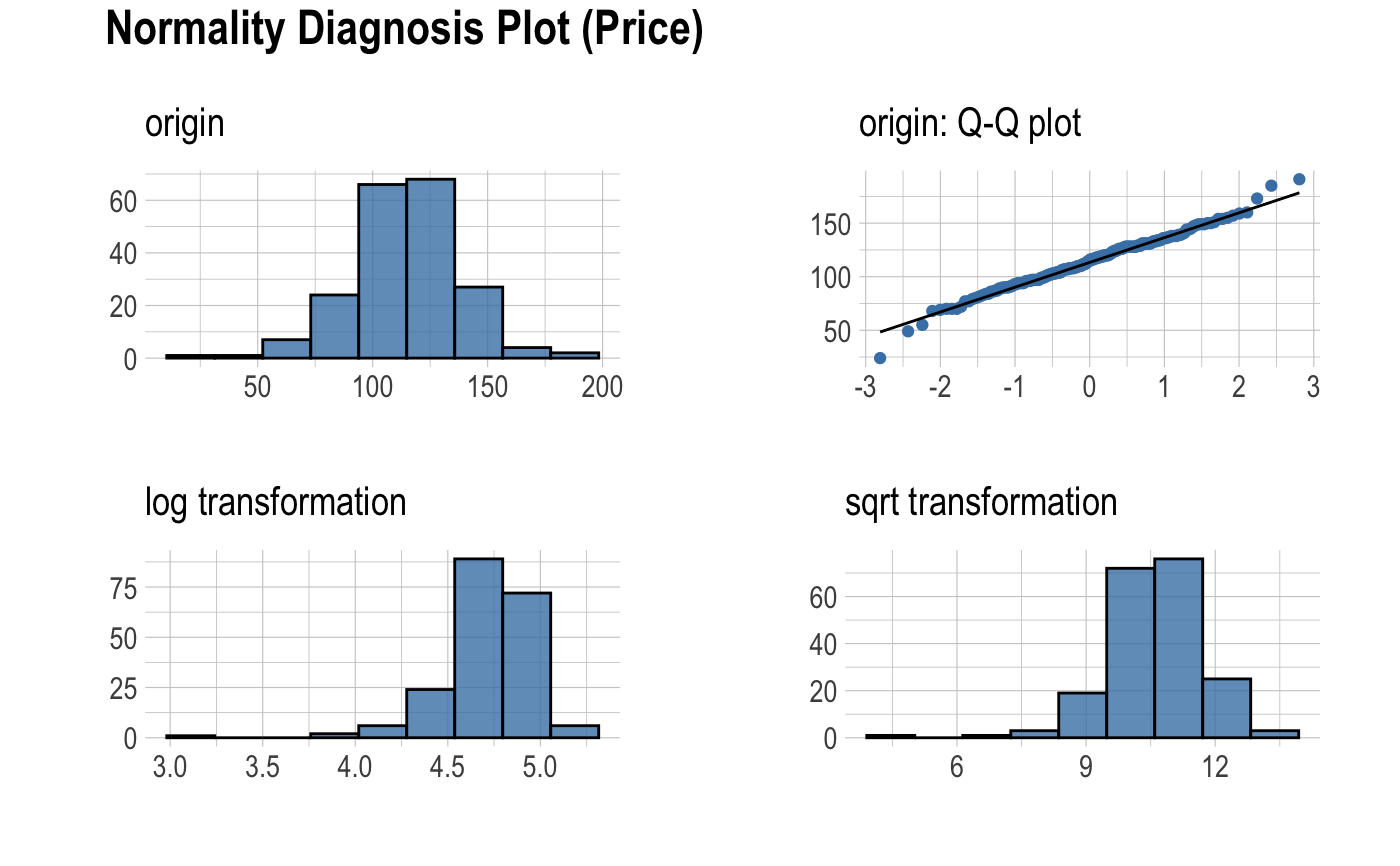 Normality Diagnosis Plot (Price)
origin
60
40
20
0
50 100 150 200
origin: Q-Q plot
150
100
50
-3 -2 -1 0 1 2 3
log transformation
75
50
25
0
3.0 3.5 4.0 4.5 5.0
sqrt transformation
60
40
20
0
6 9 12